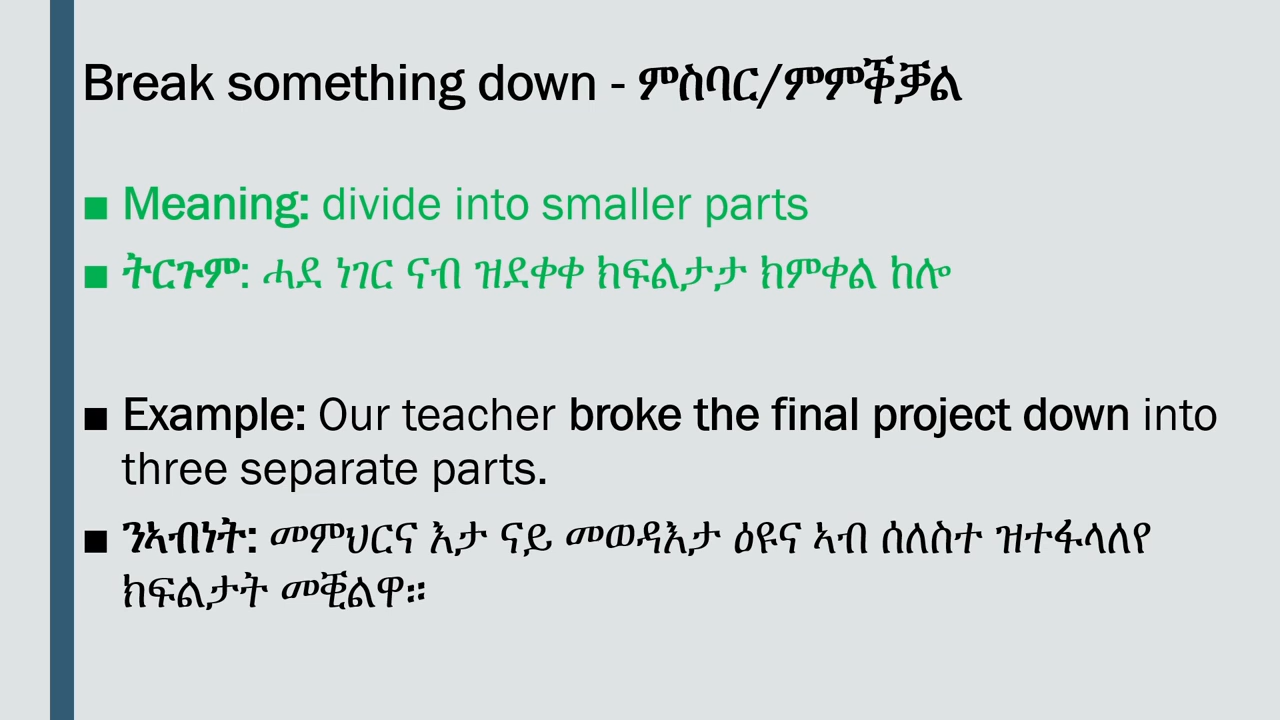 Break something down - ምስባር/ምምቕቓል
■ Meaning: divide into smaller parts
■ ትርጉም: ሓደ ነገር ናብ ዝደቀቀ ክፍልታታ ክምቀል ከሎ
■ Example: Our teacher broke the final project down into
three separate parts.
■ ንኣብነት: መምህርና እታ ናይ መወዳእታ ዕዩና ኣብ ሰለስተ ዝተፋላለየ
ክፍልታት መቒልዋ።